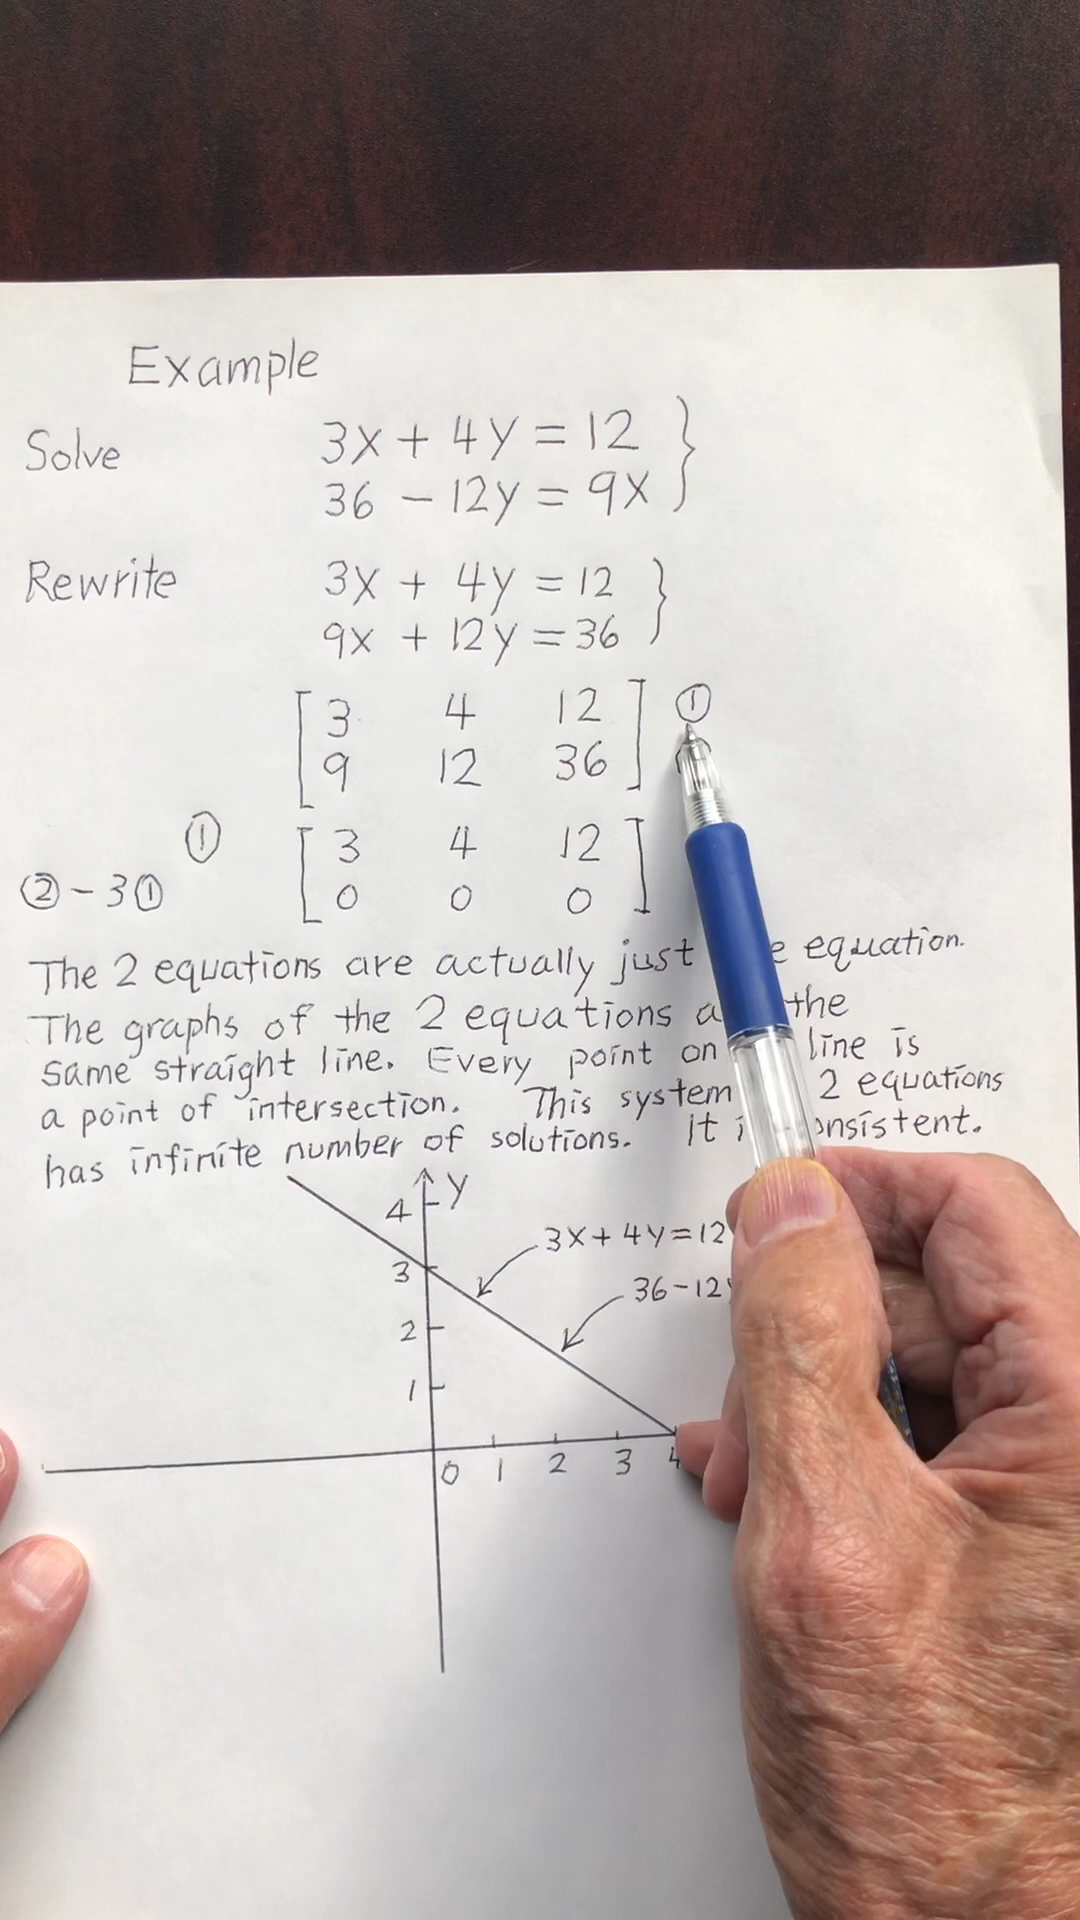 Example
Solve 3x + 4y = 12 }
36 - 12y = 9x
Rewrite 3x + 4y = 12 }
9x + 12y = 36
[ 3 4 12 ] ①
[ 9 12 36 ]
① [ 3 4 12 ]
② - 3① [ 0 0 0 ]
The 2 equations are actually just equation.
The graphs of the 2 equations the
same straight line. Every point on line is
a point of intersection. This system 2 equations
has infinite number of solutions. It
y
4
3x + 4y = 12
3
36 - 12
2
1
0 1 2 3 4